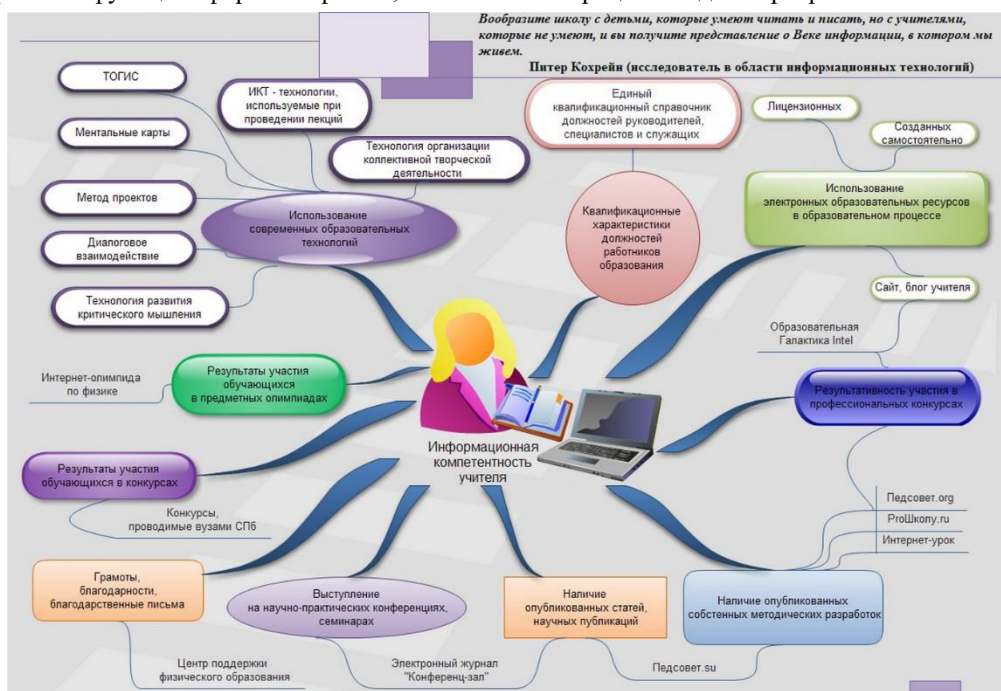 Вообразите школу с детьми, которые умеют читать и писать, но с учителями,
которые не умеют, и вы получите представление о Веке информации, в котором мы
живем.
Питер Кохрейн (исследователь в области информационных технологий)
ТОГИС
ИКТ - технологии,
используемые при
проведении лекций
Ментальные карты
Технология организации
коллективной творческой
деятельности
Метод проектов
Диалоговое
взаимодействие
Технология развития
критического мышления
Использование
современных образовательных
технологий
Единый
квалификационный справочник
должностей руководителей,
специалистов и служащих
Квалификационные
характеристики
должностей
работников
образования
Лицензионных
Созданных
самостоятельно
Использование
электронных образовательных ресурсов
в образовательном процессе
Сайт, блог учителя
Образовательная
Галактика Intel
Результативность участия в
профессиональных конкурсах
Интернет-олимпида
по физике
Результаты участия
обучающихся
в предметных олимпиадах
Информационная
компетентность
учителя
Результаты участия
обучающихся в конкурсах
Конкурсы,
проводимые вузами СПб
Педсовет.org
ProШколу.ru
Интернет-урок
Грамоты,
благодарности,
благодарственные письма
Выступление
на научно-практических конференциях,
семинарах
Наличие
опубликованных статей,
научных публикаций
Наличие опубликованных
собстенных методических разработок
Центр поддержки
физического образования
Электронный журнал
"Конференц-зал"
Педсовет.su